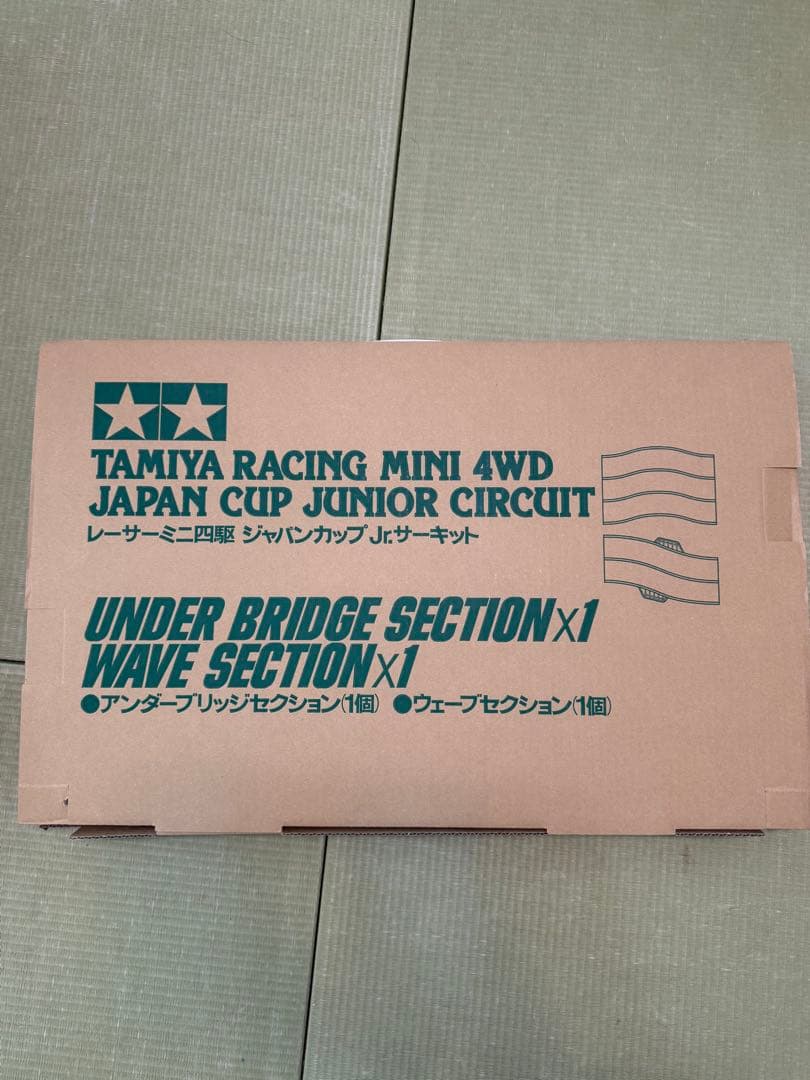 TAMIYA RACING MINI 4WD
JAPAN CUP JUNIOR CIRCUIT
レーサーミニ四駆 ジャパンカップJr.サーキット
UNDER BRIDGE SECTION×1
WAVE SECTION×1
●アンダーブリッジセクション(1個) ●ウェーブセクション(1個)